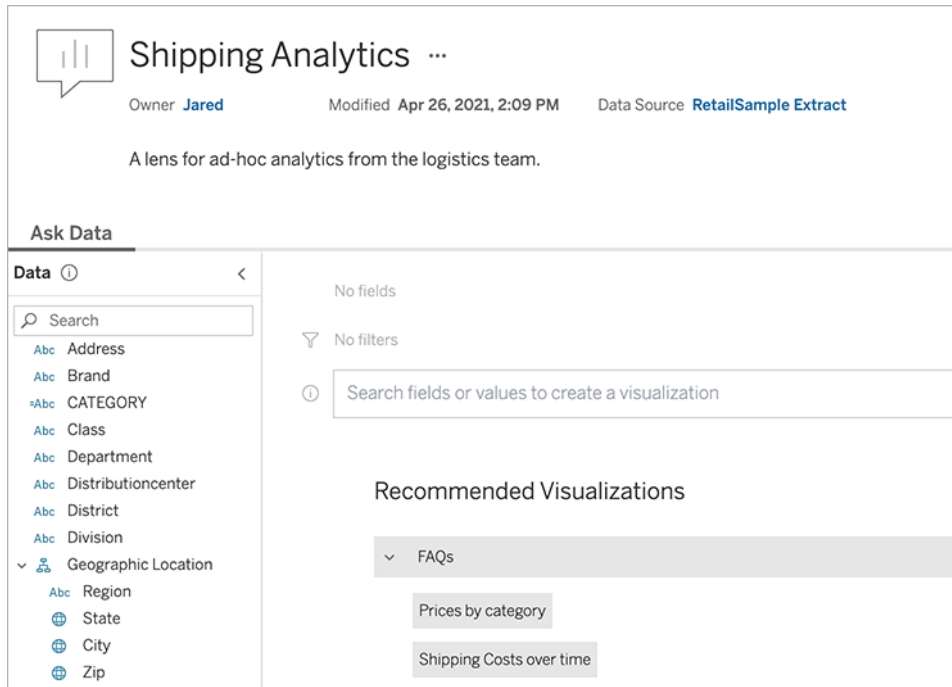 Shipping Analytics ···
Owner Jared Modified Apr 26, 2021, 2:09 PM Data Source RetailSample Extract
A lens for ad-hoc analytics from the logistics team.
Ask Data
Data
Search
Abc Address
Abc Brand
=Abc CATEGORY
Abc Class
Abc Department
Abc Distributioncenter
Abc District
Abc Division
Geographic Location
Abc Region
State
City
Zip
No fields
No filters
Search fields or values to create a visualization
Recommended Visualizations
FAQs
Prices by category
Shipping Costs over time